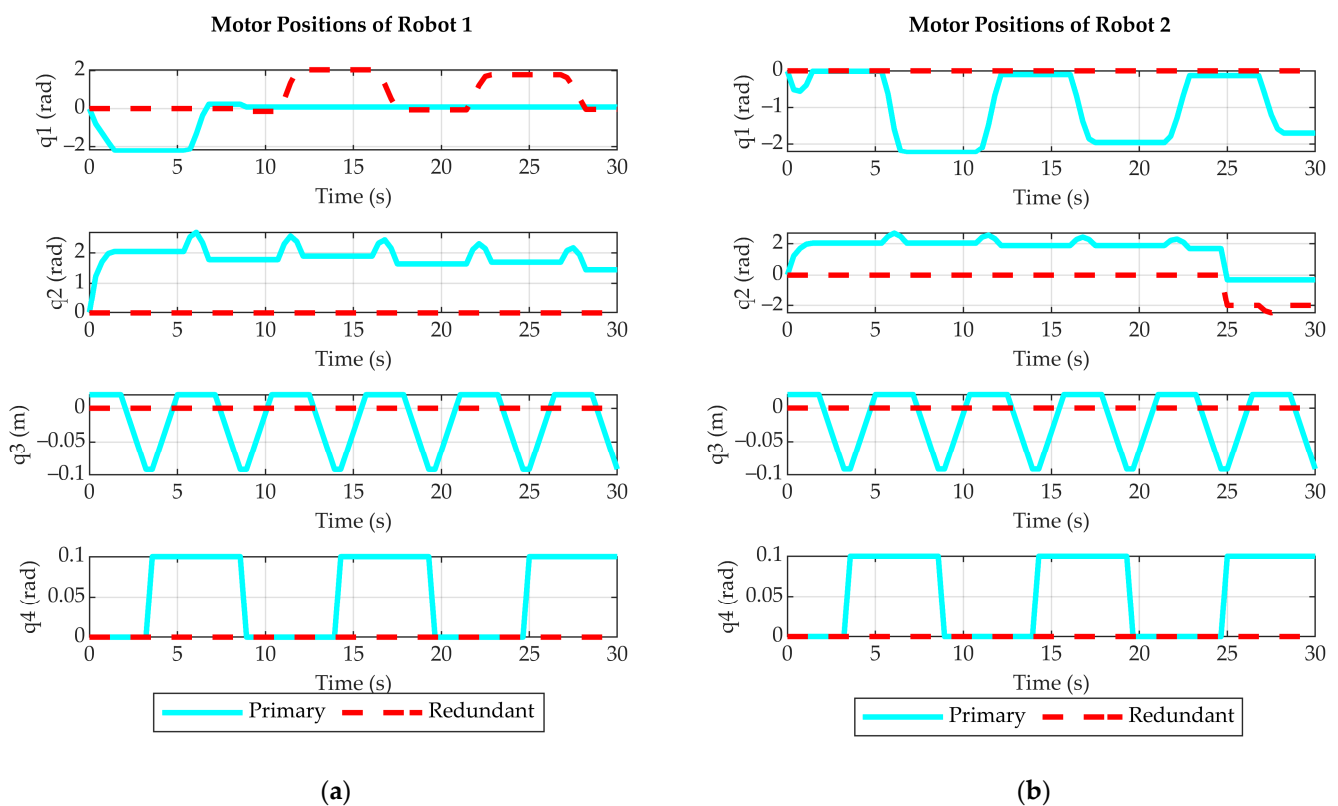 Motor Positions of Robot 1
2
0
−2
q1 (rad)
0 5 10 15 20 25 30
Time (s)
2
1
0
q2 (rad)
0 5 10 15 20 25 30
Time (s)
0
−0.05
−0.1
q3 (m)
0 5 10 15 20 25 30
Time (s)
0.1
0.05
0
q4 (rad)
0 5 10 15 20 25 30
Time (s)
Primary Redundant
(a)
Motor Positions of Robot 2
0
−1
−2
q1 (rad)
0 5 10 15 20 25 30
Time (s)
2
0
−2
q2 (rad)
0 5 10 15 20 25 30
Time (s)
0
−0.05
−0.1
q3 (m)
0 5 10 15 20 25 30
Time (s)
0.1
0.05
0
q4 (rad)
0 5 10 15 20 25 30
Time (s)
Primary Redundant
(b)